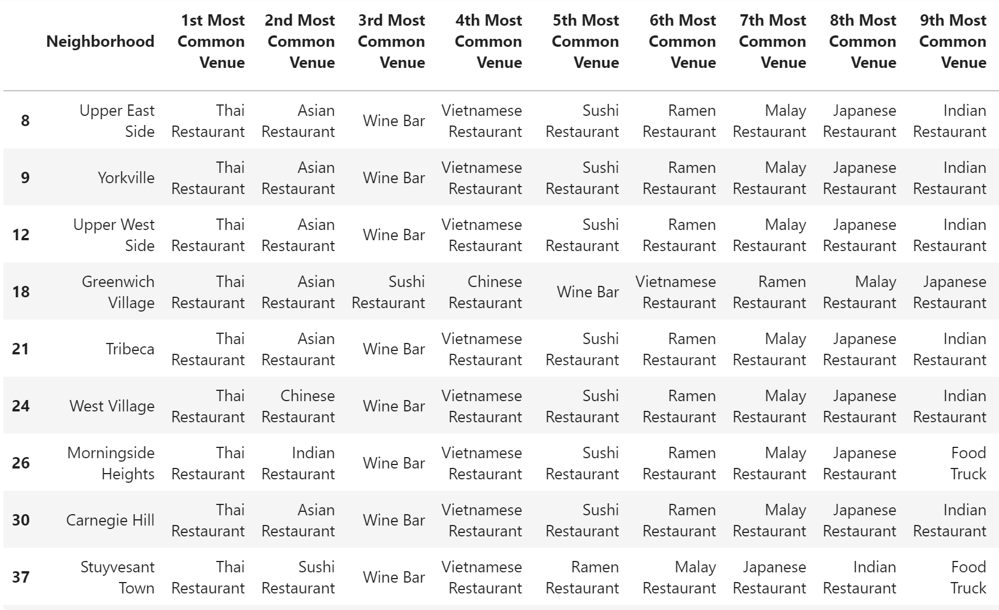 Neighborhood 1st Most Common Venue 2nd Most Common Venue 3rd Most Common Venue 4th Most Common Venue 5th Most Common Venue 6th Most Common Venue 7th Most Common Venue 8th Most Common Venue 9th Most Common Venue
8 Upper East Side Thai Restaurant Asian Restaurant Wine Bar Vietnamese Restaurant Sushi Restaurant Ramen Restaurant Malay Restaurant Japanese Restaurant Indian Restaurant
9 Yorkville Thai Restaurant Asian Restaurant Wine Bar Vietnamese Restaurant Sushi Restaurant Ramen Restaurant Malay Restaurant Japanese Restaurant Indian Restaurant
12 Upper West Side Thai Restaurant Asian Restaurant Wine Bar Vietnamese Restaurant Sushi Restaurant Ramen Restaurant Malay Restaurant Japanese Restaurant Indian Restaurant
18 Greenwich Village Thai Restaurant Asian Restaurant Sushi Restaurant Chinese Restaurant Wine Bar Vietnamese Restaurant Ramen Restaurant Malay Restaurant Japanese Restaurant
21 Tribeca Thai Restaurant Asian Restaurant Wine Bar Vietnamese Restaurant Sushi Restaurant Ramen Restaurant Malay Restaurant Japanese Restaurant Indian Restaurant
24 West Village Thai Restaurant Chinese Restaurant Wine Bar Vietnamese Restaurant Sushi Restaurant Ramen Restaurant Malay Restaurant Japanese Restaurant Indian Restaurant
26 Morningside Heights Thai Restaurant Indian Restaurant Wine Bar Vietnamese Restaurant Sushi Restaurant Ramen Restaurant Malay Restaurant Japanese Restaurant Food Truck
30 Carnegie Hill Thai Restaurant Asian Restaurant Wine Bar Vietnamese Restaurant Sushi Restaurant Ramen Restaurant Malay Restaurant Japanese Restaurant Indian Restaurant
37 Stuyvesant Town Thai Restaurant Sushi Restaurant Wine Bar Vietnamese Restaurant Ramen Restaurant Malay Restaurant Japanese Restaurant Indian Restaurant Food Truck